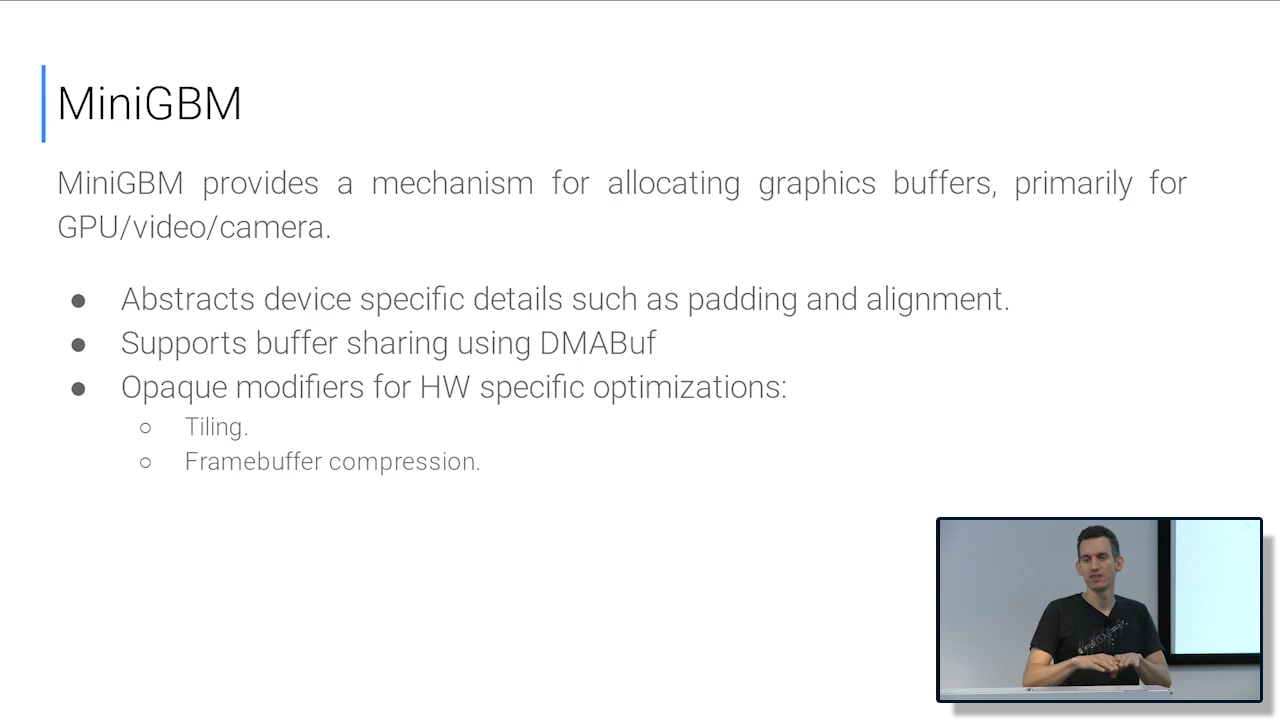 MiniGBM
MiniGBM provides a mechanism for allocating graphics buffers, primarily for
GPU/video/camera.
● Abstracts device specific details such as padding and alignment.
● Supports buffer sharing using DMABuf
● Opaque modifiers for HW specific optimizations:
○ Tiling.
○ Framebuffer compression.